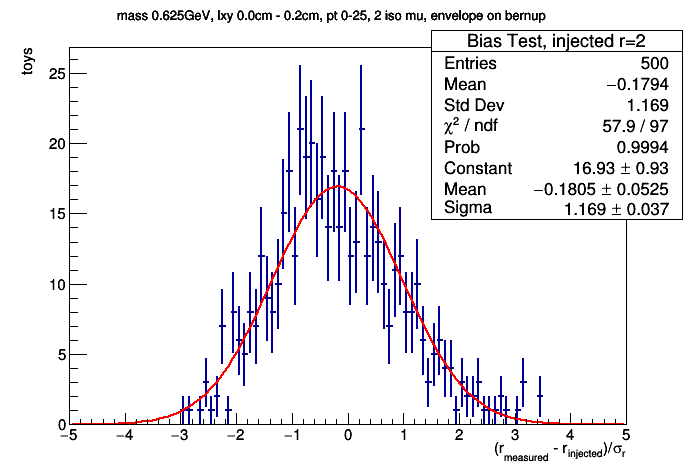 mass 0.625GeV, lxy 0.0cm - 0.2cm, pt 0-25, 2 iso mu, envelope on bernup
Bias Test, injected r=2
Entries 500
Mean −0.1794
Std Dev 1.169
χ² / ndf 57.9 / 97
Prob 0.9994
Constant 16.93 ± 0.93
Mean −0.1805 ± 0.0525
Sigma 1.169 ± 0.037
toys
25
20
15
10
5
0
−5 −4 −3 −2 −1 0 1 2 3 4 5
(r_measured - r_injected)/σ_r